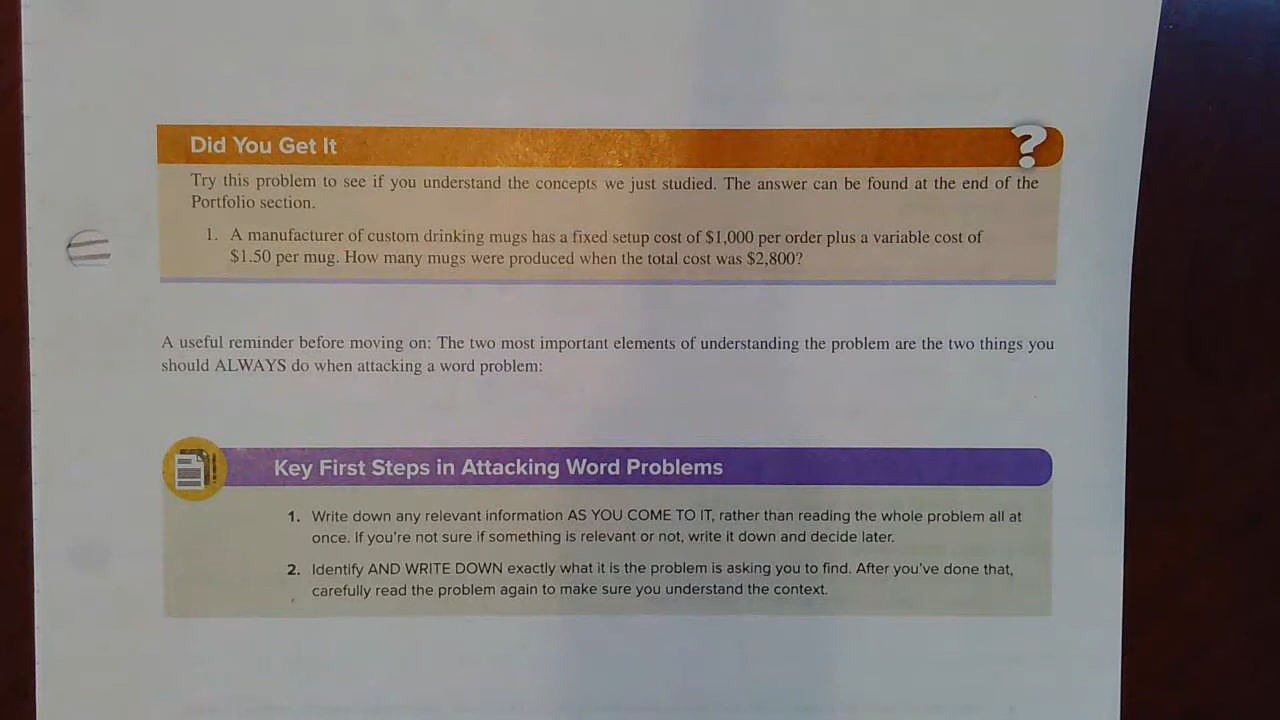 Did You Get It
?
Try this problem to see if you understand the concepts we just studied. The answer can be found at the end of the
Portfolio section.
1. A manufacturer of custom drinking mugs has a fixed setup cost of $1,000 per order plus a variable cost of
$1.50 per mug. How many mugs were produced when the total cost was $2,800?
A useful reminder before moving on: The two most important elements of understanding the problem are the two things you
should ALWAYS do when attacking a word problem:
Key First Steps in Attacking Word Problems
1. Write down any relevant information AS YOU COME TO IT, rather than reading the whole problem all at
once. If you're not sure if something is relevant or not, write it down and decide later.
2. Identify AND WRITE DOWN exactly what it is the problem is asking you to find. After you've done that,
carefully read the problem again to make sure you understand the context.